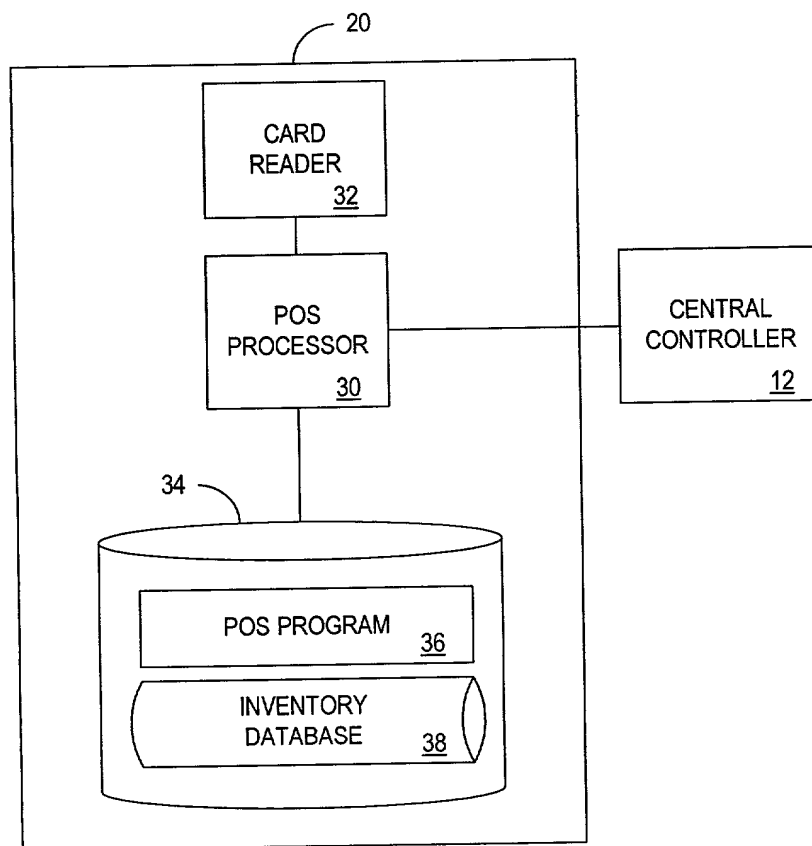 20
CARD
READER
32
POS
PROCESSOR
30
CENTRAL
CONTROLLER
12
34
POS PROGRAM
36
INVENTORY
DATABASE
38